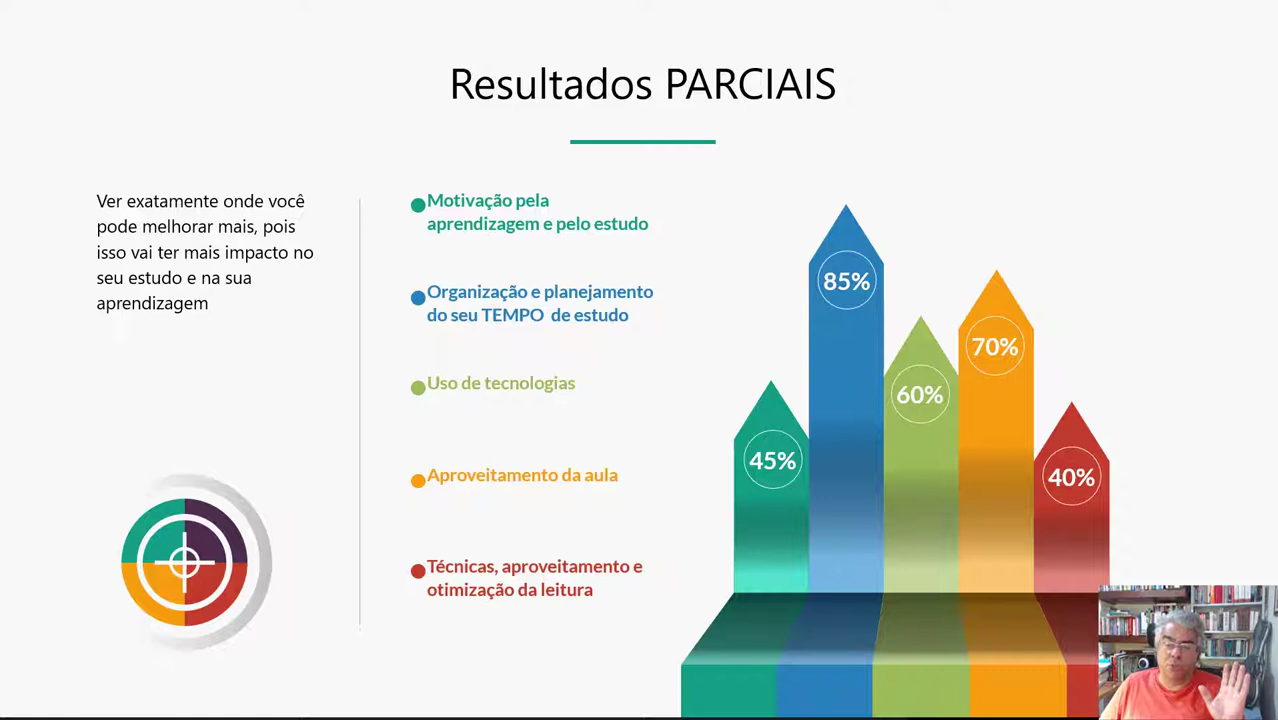 Resultados PARCIAIS
Ver exatamente onde você
pode melhorar mais, pois
isso vai ter mais impacto no
seu estudo e na sua
aprendizagem
Motivação pela
aprendizagem e pelo estudo
Organização e planejamento
do seu TEMPO de estudo
Uso de tecnologias
Aproveitamento da aula
Técnicas, aproveitamento e
otimização da leitura
45%
85%
60%
70%
40%